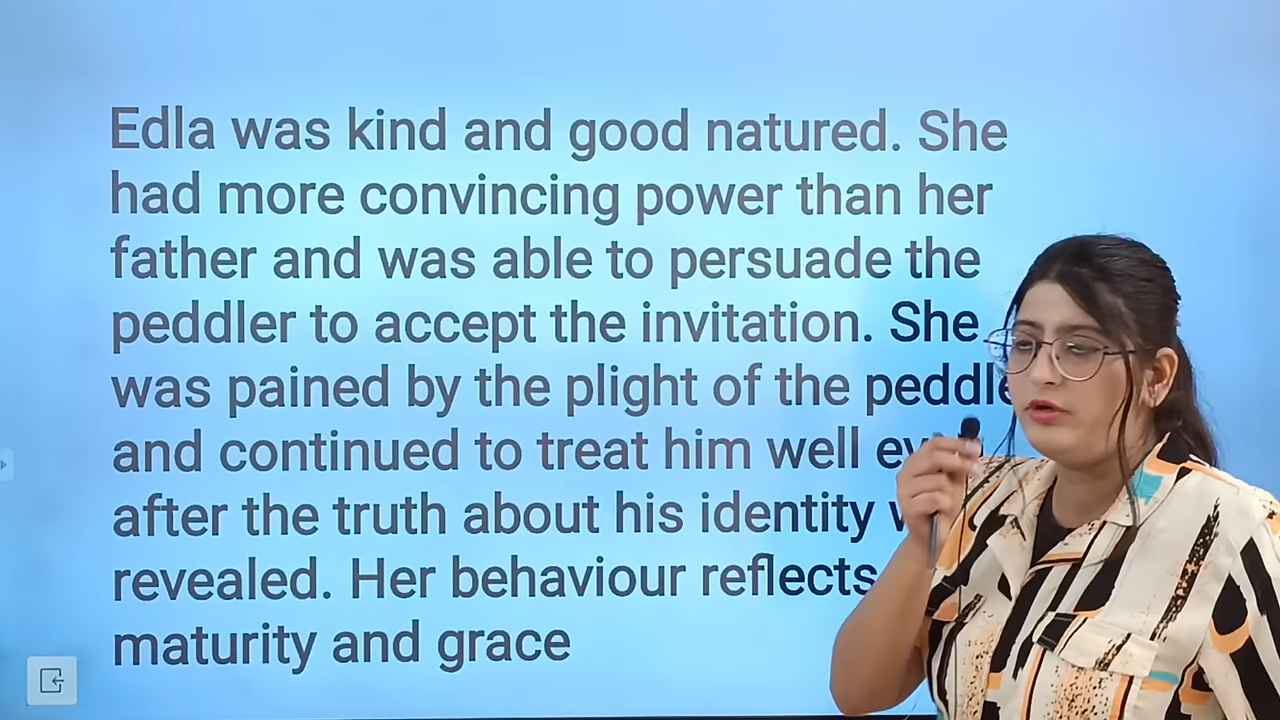 Edla was kind and good natured. She
had more convincing power than her
father and was able to persuade the
peddler to accept the invitation. She
was pained by the plight of the
and continued to treat him well
after the truth about his identity
revealed. Her behaviour reflects
maturity and grace